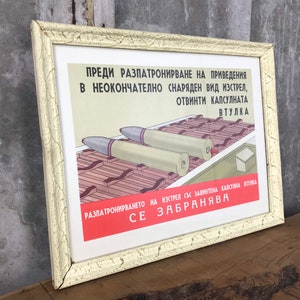 ПРЕДИ РАЗПАТРОНИРВАНЕ НА ПРИВЕДЕНИЯ
В НЕОКОНЧАТЕЛНО СНАРЯДЕН ВИД ИЗСТРЕЛ,
ОТВИНТИ КАПСУЛНАТА
ВТУЛКА
РАЗПАТРОНИРВАНЕТО НА ИЗСТРЕЛ СЪС ЗАВИНТЕНА КАПСУЛНА ВТУЛКА
СЕ ЗАБРАНЯВА